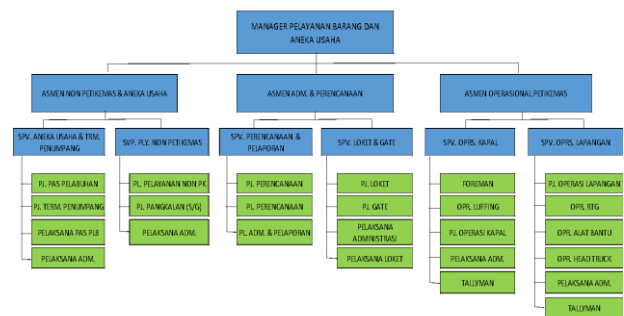 MANAGER PELAYANAN BARANG DAN
ANEKA USAHA
ASMEN NON PETIKEMAS & ANEKA USAHA
ASMEN ADM. & PERENCANAAN
ASMEN OPERASIONAL PETIKEMAS
SPV. ANEKA USAHA & TRM.
PENUMPANG
SVP. PLY. NON PETIKEMAS
SPV. PERENCANAAN &
PELAPORAN
SPV. LOKET & GATE
SPV. OPRS. KAPAL
SPV. OPRS. LAPANGAN
PJ. PAS PELABUHAN
PJ. TERM. PENUMPANG
PELAKSANA PAS PLB
PELAKSANA ADM.
PL. PELAYANAN NON PK
PJ. PANGKALAN (S/G)
PELAKSANA ADM.
PJ. PERENCANAAN
PJ. PERENCANAAN
PL. ADM. & PELAPORAN
PJ. LOKET
PJ. GATE
PELAKSANA
ADMINISTRASI
PELAKSANA LOKET
FOREMAN
OPR. LUFFING
PJ. OPERASI KAPAL
PELAKSANA ADM.
TALLYMAN
PJ. OPERASI LAPANGAN
OPR. RTG
OPR. ALAT BANTU
OPR. HEAD TRUCK
PELAKSANA ADM.
TALLYMAN